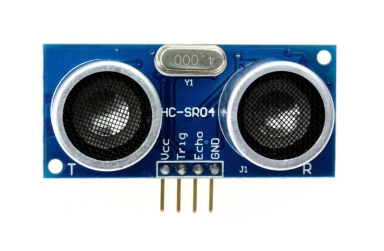 4.000
Y1
HC-SR04
Vcc
Trig
Echo
GND
T
J1
R